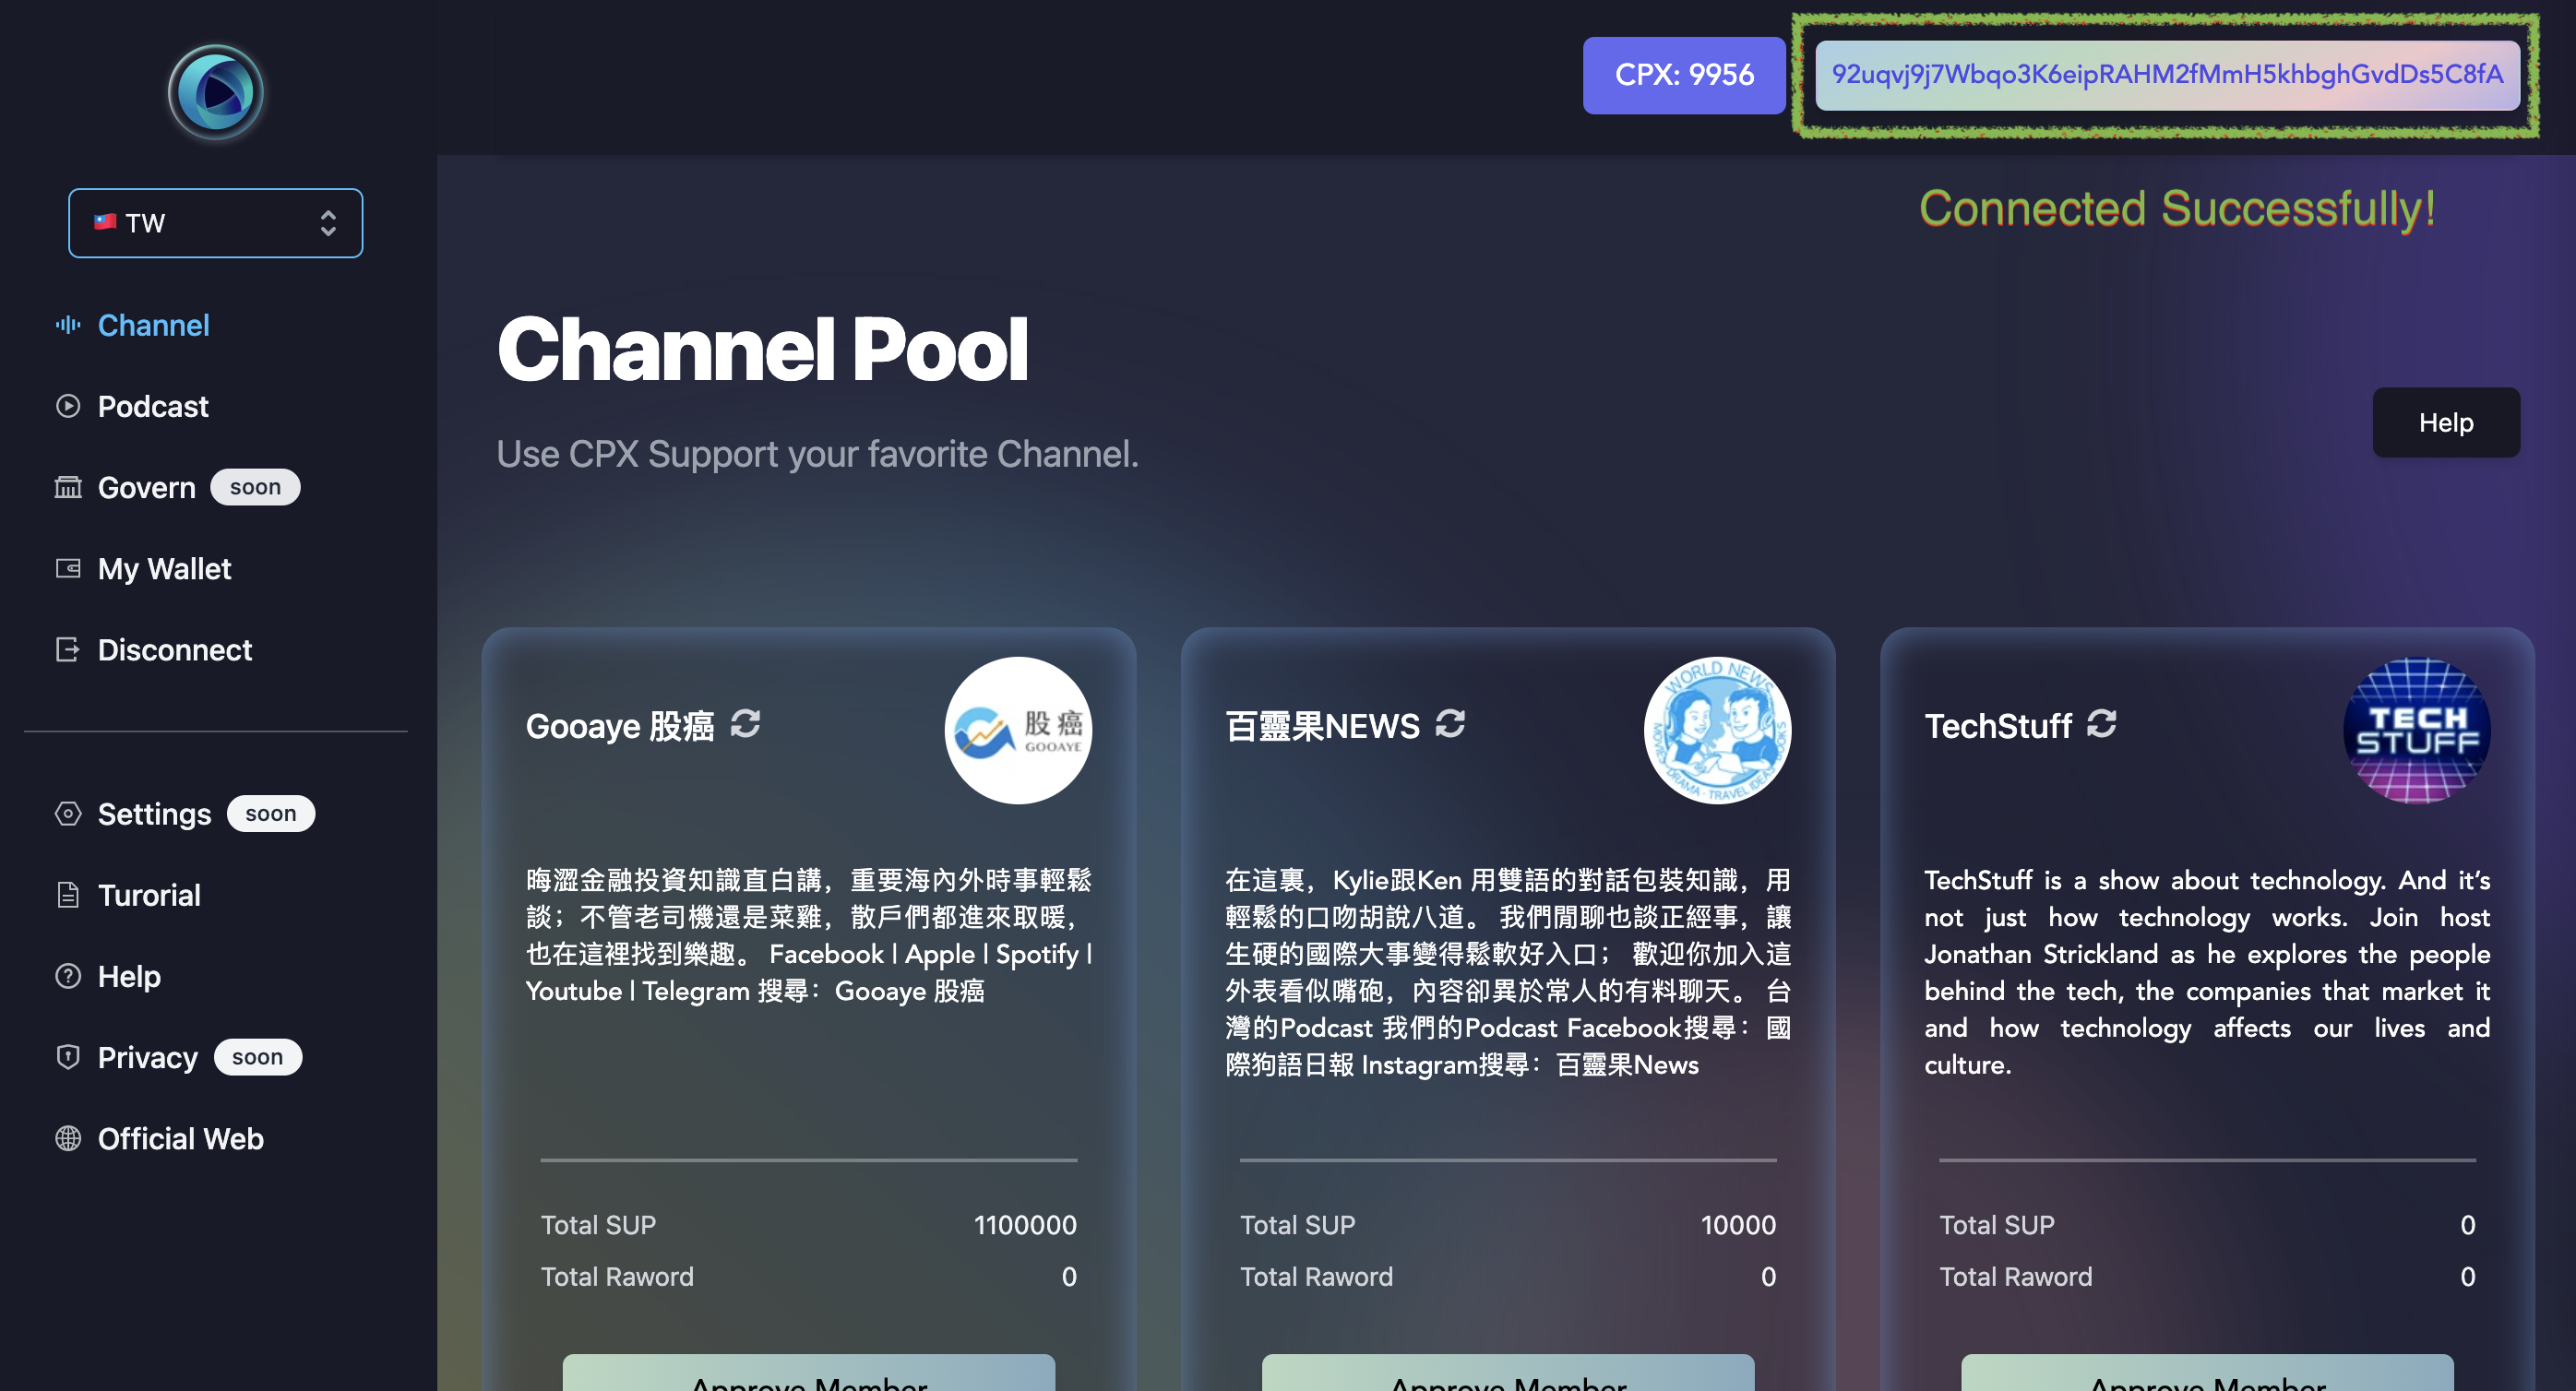 CPX: 9956
92uqvj9j7Wbqo3K6eipRAHM2fMmH5khbghGvdDs5C8fA
Connected Successfully!
TW
Channel
Podcast
Govern soon
My Wallet
Disconnect
Settings soon
Turorial
Help
Privacy soon
Official Web
Channel Pool
Use CPX Support your favorite Channel.
Help
Gooaye 股癌
股癌
GOOAYE
晦澀金融投資知識直白講，重要海內外時事輕鬆
談；不管老司機還是菜雞，散戶們都進來取暖，
也在這裡找到樂趣。 Facebook | Apple | Spotify |
Youtube | Telegram 搜尋：Gooaye 股癌
Total SUP 1100000
Total Raword 0
Approve Member
百靈果NEWS
WORLD NEWS
MOVIES · DRAMA · TRAVEL IDEAS · BOOKS
在這裏，Kylie跟Ken 用雙語的對話包裝知識，用
輕鬆的口吻胡說八道。 我們閒聊也談正經事，讓
生硬的國際大事變得鬆軟好入口； 歡迎你加入這
外表看似嘴砲，內容卻異於常人的有料聊天。 台
灣的Podcast 我們的Podcast Facebook搜尋：國
際狗語日報 Instagram搜尋：百靈果News
Total SUP 10000
Total Raword 0
Approve Member
TechStuff
TECH
STUFF
TechStuff is a show about technology. And it’s
not just how technology works. Join host
Jonathan Strickland as he explores the people
behind the tech, the companies that market it
and how technology affects our lives and
culture.
Total SUP 0
Total Raword 0
Approve Member